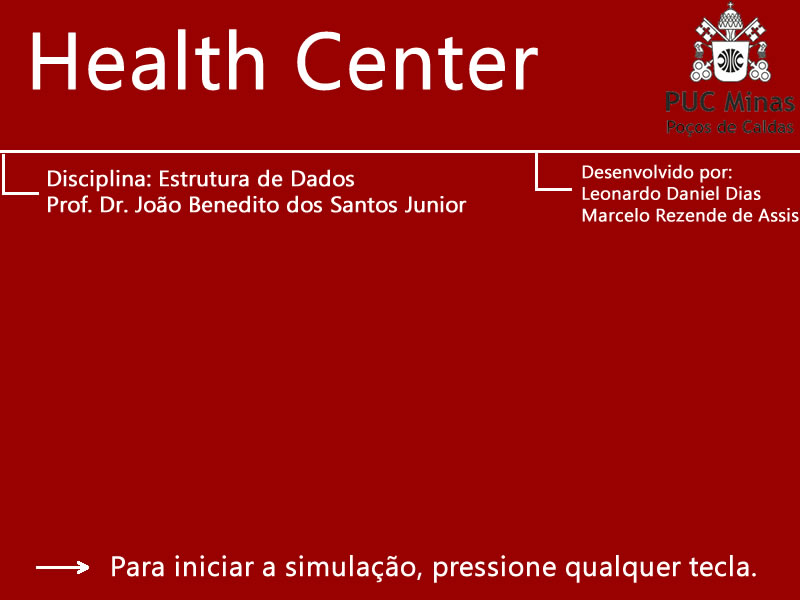 Health Center
PUC Minas
Poços de Caldas
Disciplina: Estrutura de Dados
Prof. Dr. João Benedito dos Santos Junior
Desenvolvido por:
Leonardo Daniel Dias
Marcelo Rezende de Assis
Para iniciar a simulação, pressione qualquer tecla.